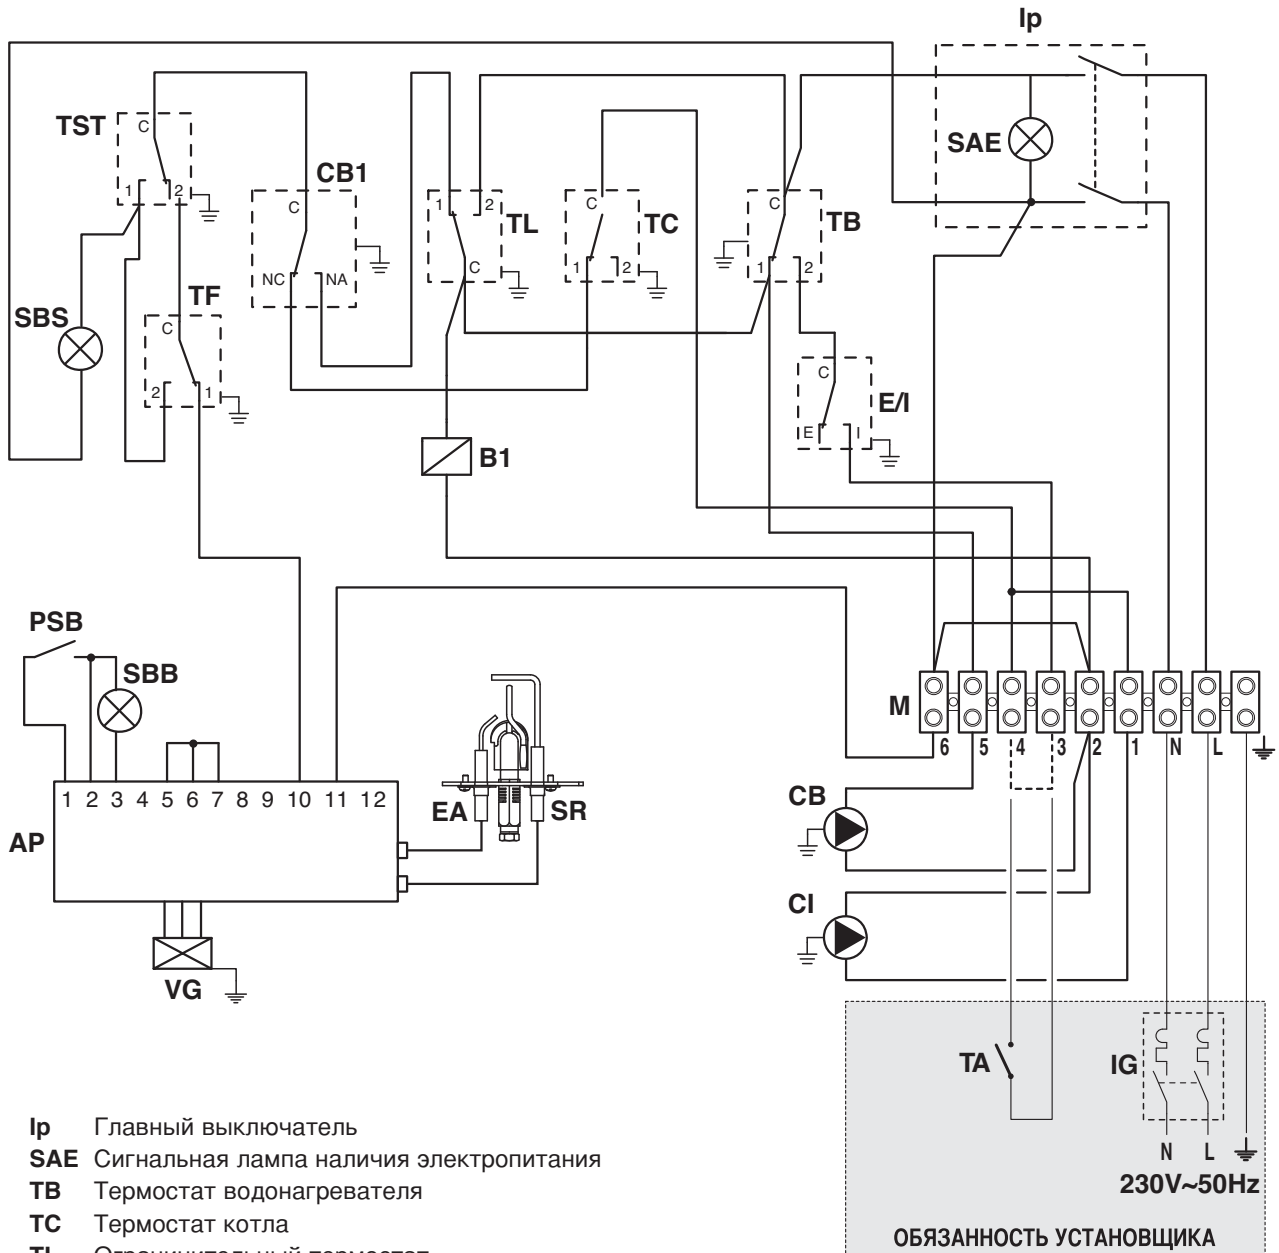 Ip
TST
C
1 2
CB1
C
NC NA
1 2
TL
C
C
TC
1 2
C
TB
1 2
SAE
SBS
TF
C
2 1
C
E/I
E I
B1
PSB
SBB
M
6 5 4 3 2 1 N L
1 2 3 4 5 6 7 8 9 10 11 12
AP
EA
SR
CB
CI
VG
TA
IG
N L
230V~50Hz
ОБЯЗАННОСТЬ УСТАНОВЩИКА
Ip Главный выключатель
SAE Сигнальная лампа наличия электропитания
TB Термостат водонагревателя
TC Термостат котла
TL Ограничительный термостат